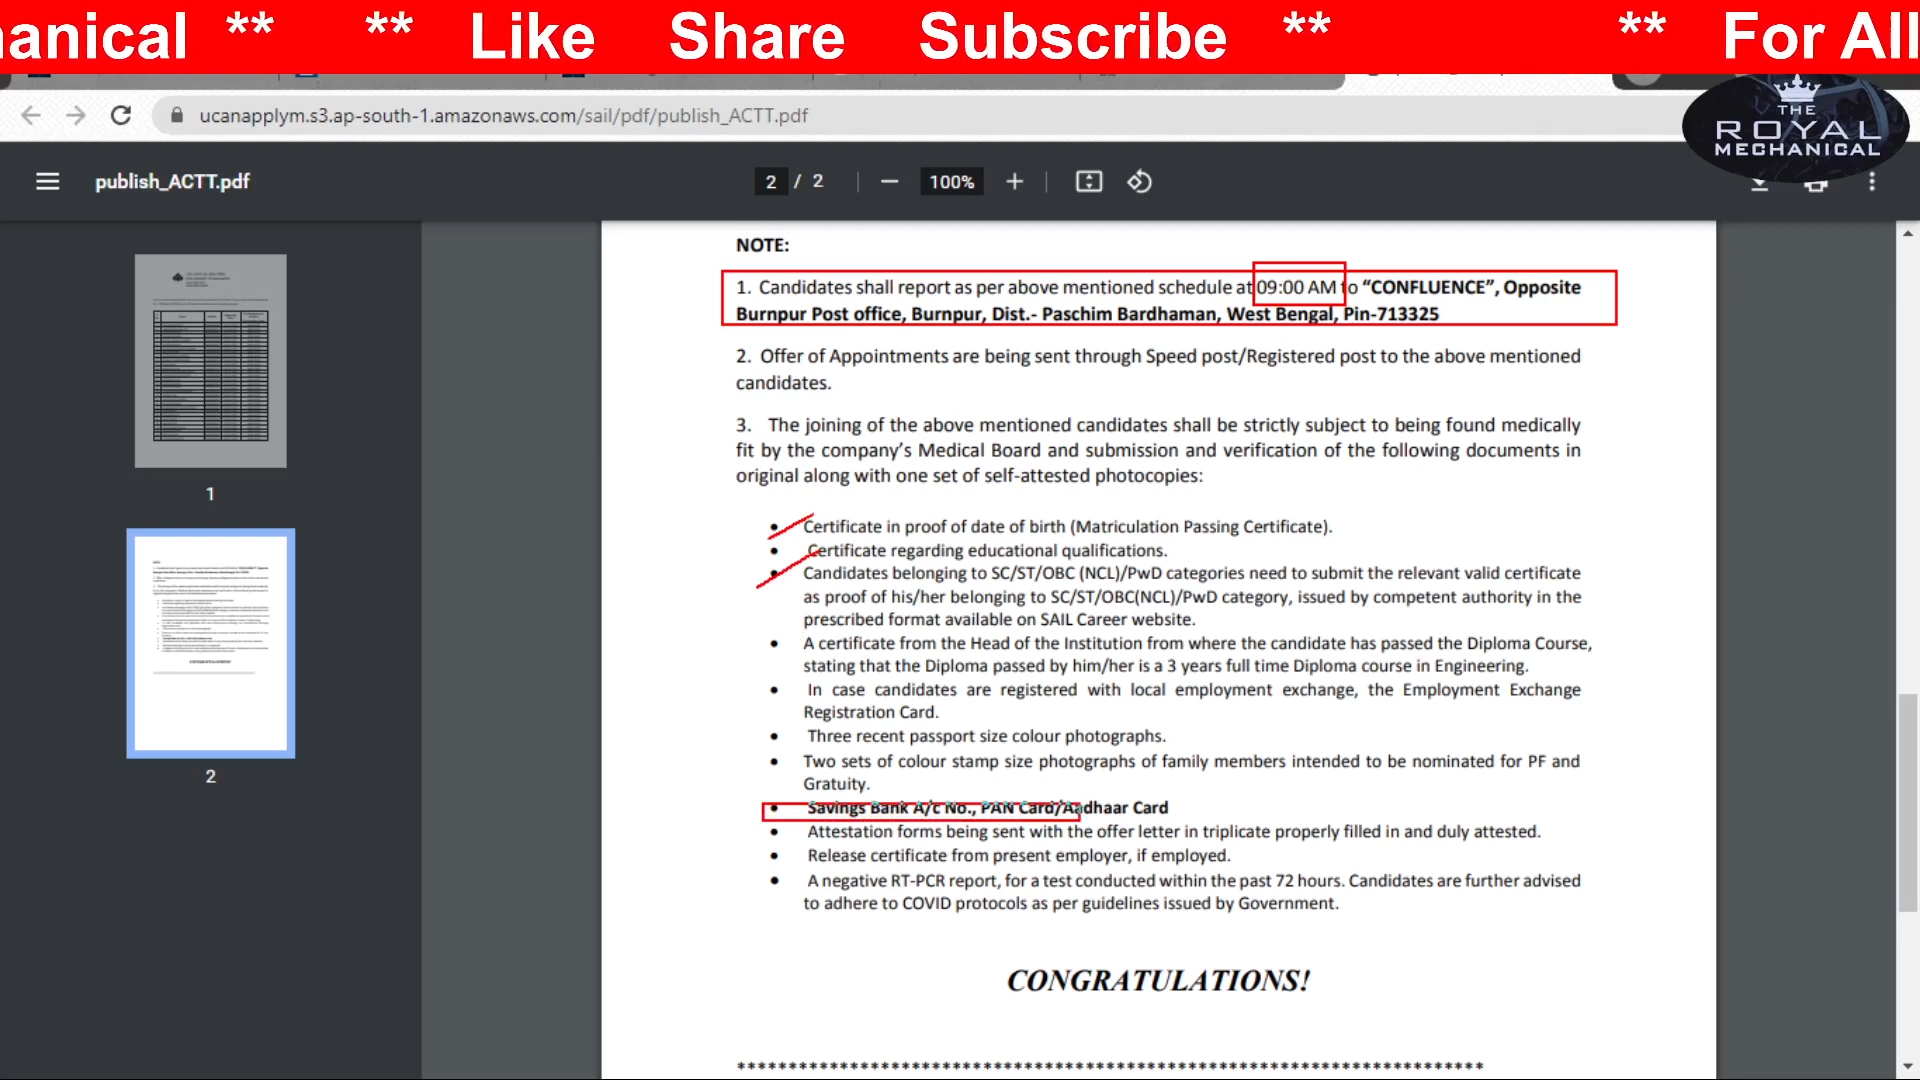 anical ** ** Like Share Subscribe ** ** For All
THE
ROYAL
MECHANICAL
ucanapplym.s3.ap-south-1.amazonaws.com/sail/pdf/publish_ACTT.pdf
publish_ACTT.pdf
2 / 2
100%
NOTE:
1. Candidates shall report as per above mentioned schedule at 09:00 AM to “CONFLUENCE”, Opposite
Burnpur Post office, Burnpur, Dist.- Paschim Bardhaman, West Bengal, Pin-713325
2. Offer of Appointments are being sent through Speed post/Registered post to the above mentioned
candidates.
3. The joining of the above mentioned candidates shall be strictly subject to being found medically
fit by the company’s Medical Board and submission and verification of the following documents in
original along with one set of self-attested photocopies:
• Certificate in proof of date of birth (Matriculation Passing Certificate).
• Certificate regarding educational qualifications.
• Candidates belonging to SC/ST/OBC (NCL)/PwD categories need to submit the relevant valid certificate
as proof of his/her belonging to SC/ST/OBC(NCL)/PwD category, issued by competent authority in the
prescribed format available on SAIL Career website.
• A certificate from the Head of the Institution from where the candidate has passed the Diploma Course,
stating that the Diploma passed by him/her is a 3 years full time Diploma course in Engineering.
• In case candidates are registered with local employment exchange, the Employment Exchange
Registration Card.
• Three recent passport size colour photographs.
• Two sets of colour stamp size photographs of family members intended to be nominated for PF and
Gratuity.
• Savings Bank A/c No., PAN Card/Aadhaar Card
• Attestation forms being sent with the offer letter in triplicate properly filled in and duly attested.
• Release certificate from present employer, if employed.
• A negative RT-PCR report, for a test conducted within the past 72 hours. Candidates are further advised
to adhere to COVID protocols as per guidelines issued by Government.
CONGRATULATIONS!
************************************************************************
1
2